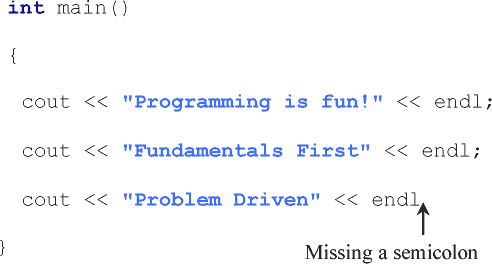 int main()
{
cout << "Programming is fun!" << endl;
cout << "Fundamentals First" << endl;
cout << "Problem Driven" << endl
}
Missing a semicolon